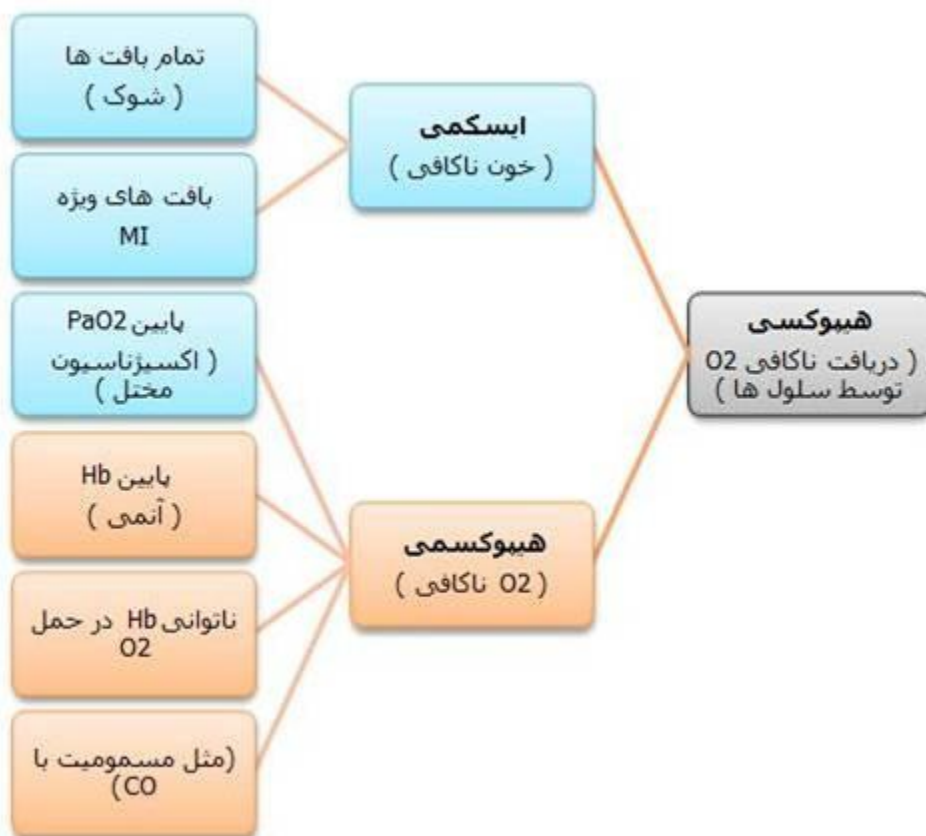 هیپوکسی
( دریافت ناکافی O2
توسط سلول ها )
ایسکمی
( خون ناکافی )
تمام بافت ها
( شوک )
بافت های ویژه
MI
هیپوکسمی
( O2 ناکافی )
پایین PaO2
( اکسیژناسیون
مختل )
پایین Hb
( آنمی )
ناتوانی Hb در حمل
O2
(مثل مسمومیت با
CO)